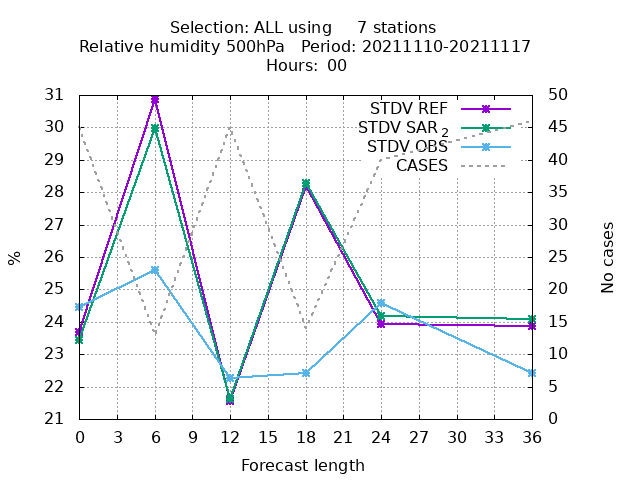 Selection: ALL using     7 stations
Relative humidity 500hPa   Period: 20211110-20211117
Hours:  00
31
30
29
28
27
26
25
24
23
22
21
%
STDV REF
STDV SAR 2
STDV OBS
CASES
50
45
40
35
30
25
20
15
10
5
0
No cases
0 3 6 9 12 15 18 21 24 27 30 33 36
Forecast length